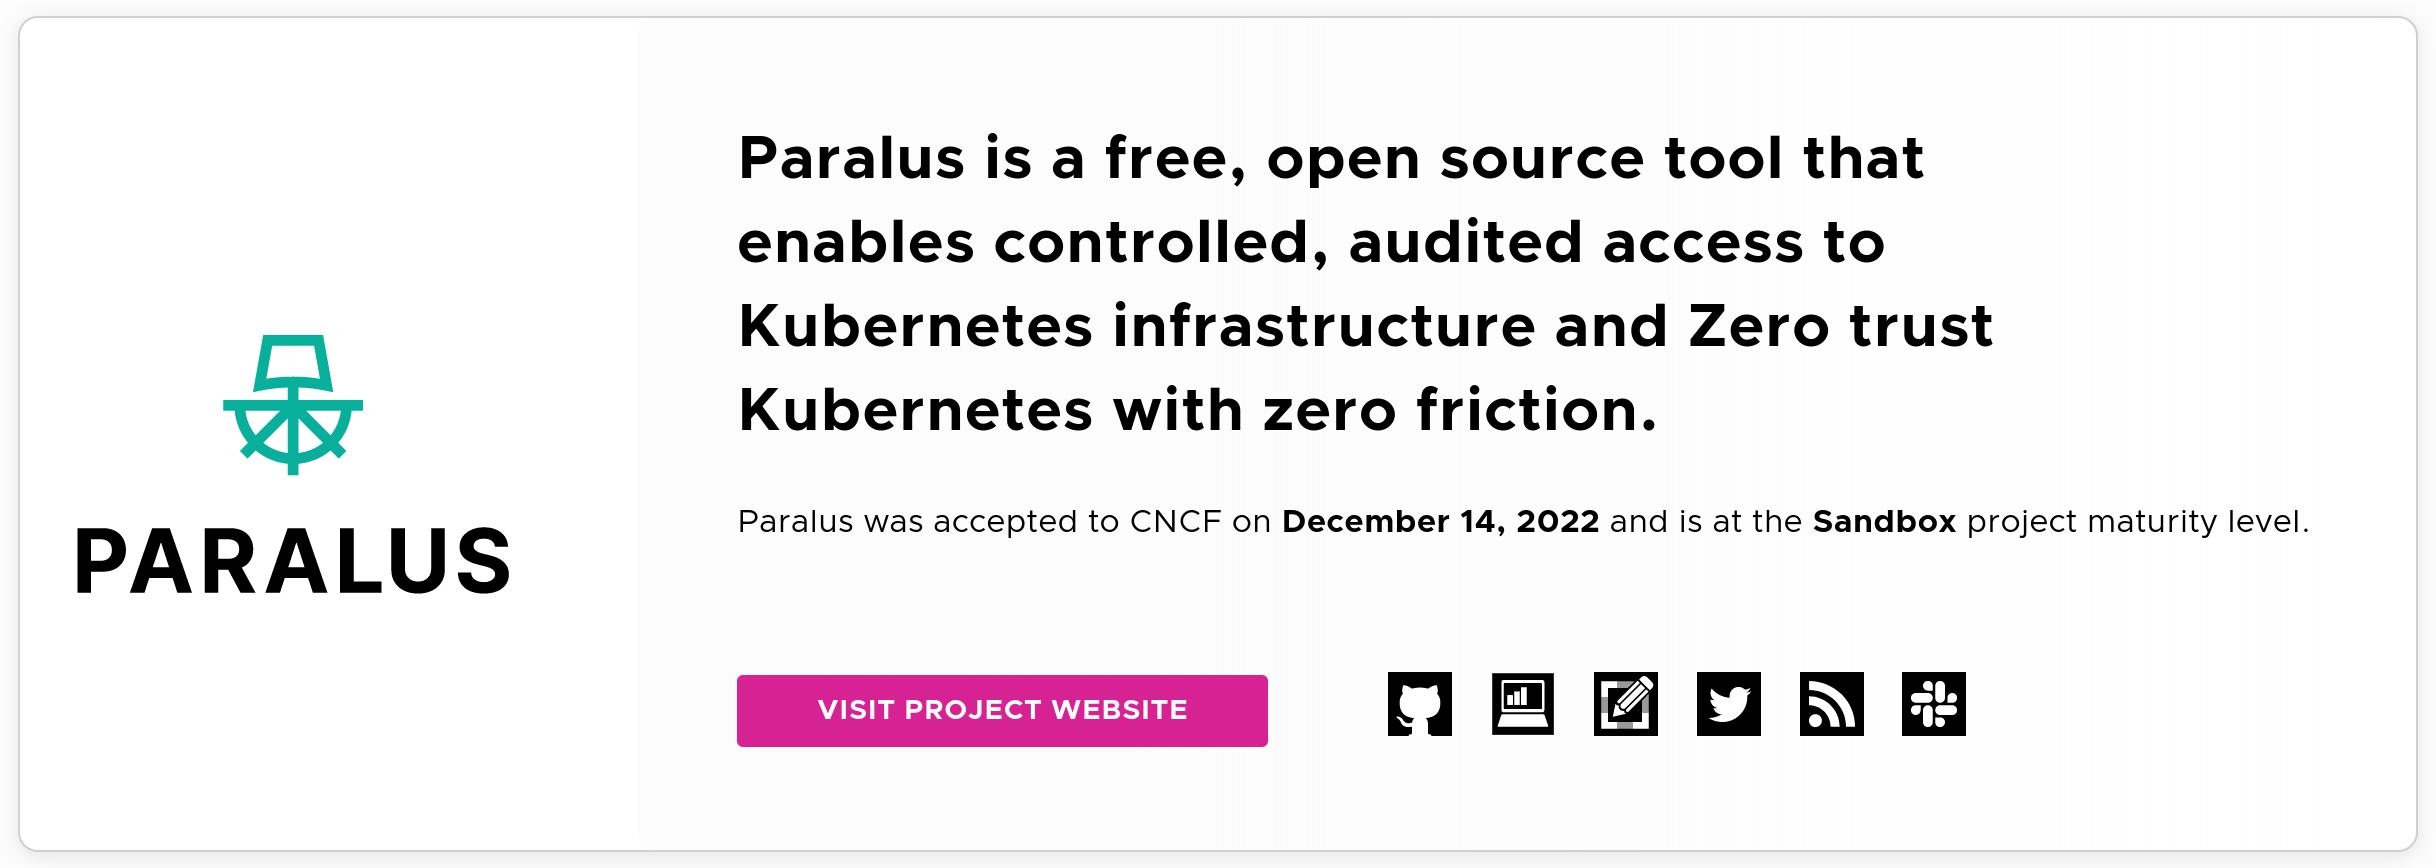 PARALUS
Paralus is a free, open source tool that
enables controlled, audited access to
Kubernetes infrastructure and Zero trust
Kubernetes with zero friction.
Paralus was accepted to CNCF on December 14, 2022 and is at the Sandbox project maturity level.
VISIT PROJECT WEBSITE